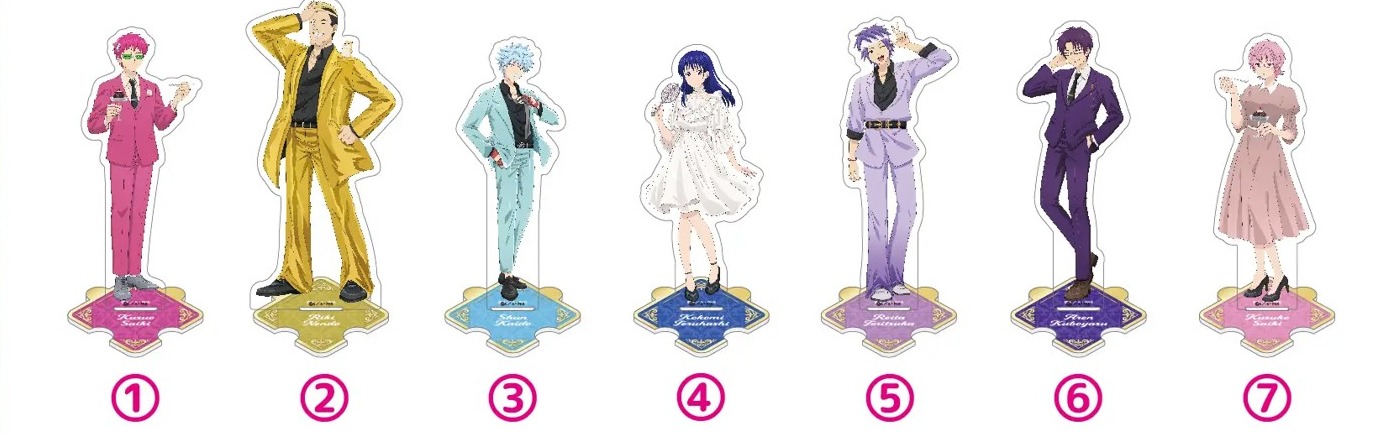 Kusuo
Saiki
Riki
Nendo
Shun
Kaido
Kokomi
Teruhashi
Reita
Toritsuka
Aren
Kuboyasu
Kusuko
Saiki
① ② ③ ④ ⑤ ⑥ ⑦